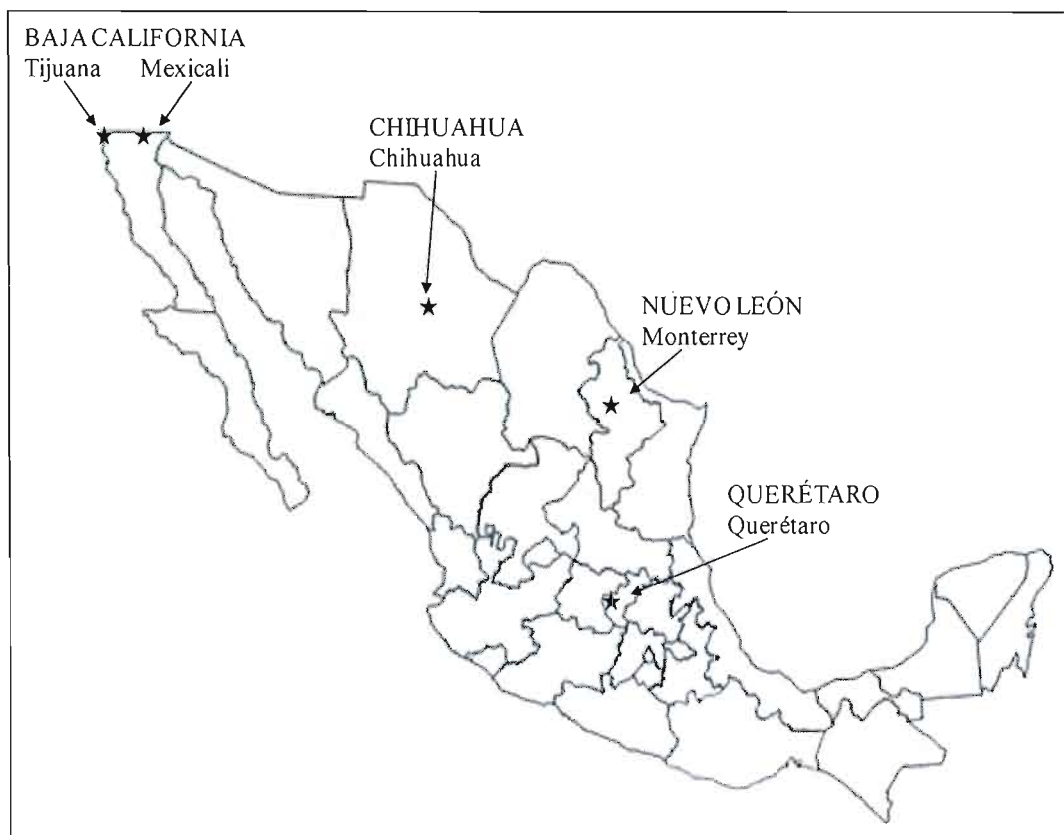 BAJA CALIFORNIA
Tijuana Mexicali
CHIHUAHUA
Chihuahua
NUEVO LEÓN
Monterrey
QUERÉTARO
Querétaro